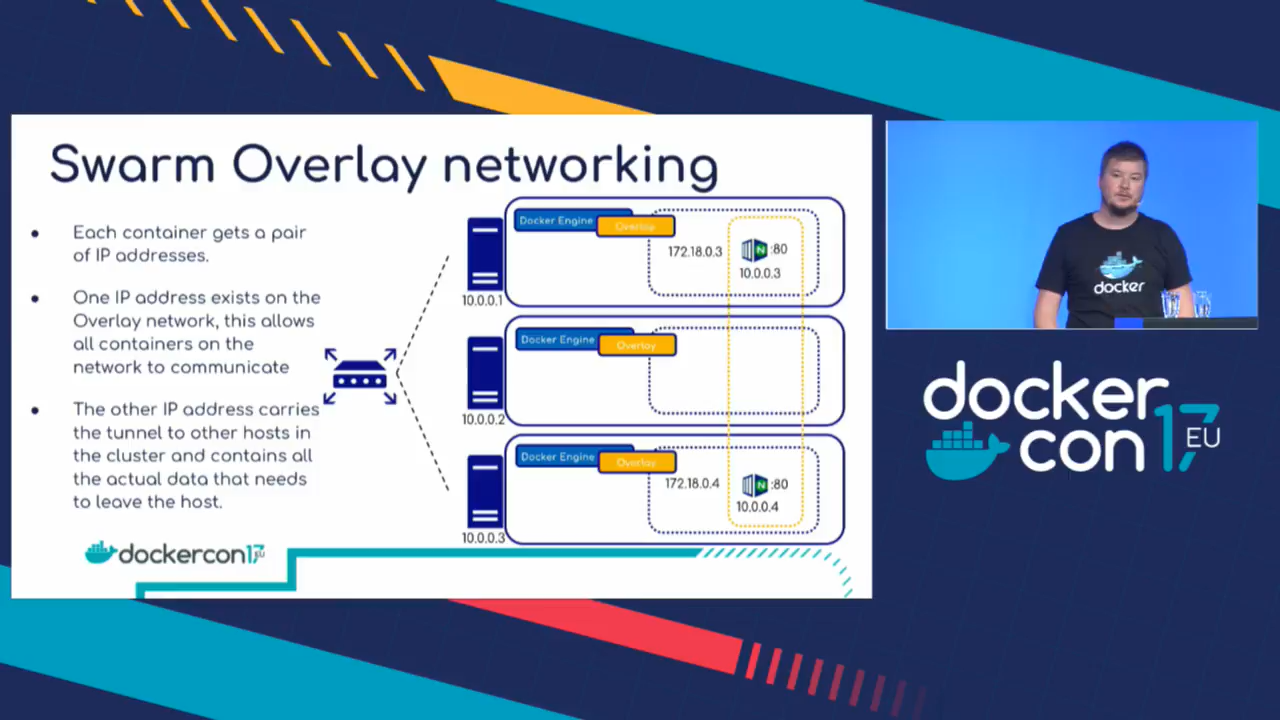 Swarm Overlay networking
Each container gets a pair
of IP addresses.
One IP address exists on the
Overlay network, this allows
all containers on the
network to communicate
The other IP address carries
the tunnel to other hosts in
the cluster and contains all
the actual data that needs
to leave the host.
Docker Engine
Overlay
172.18.0.3
N
:80
10.0.0.3
10.0.0.1
Docker Engine
Overlay
10.0.0.2
Docker Engine
Overlay
172.18.0.4
N
:80
10.0.0.4
10.0.0.3
dockercon17
EU
docker
docker
con 17 EU